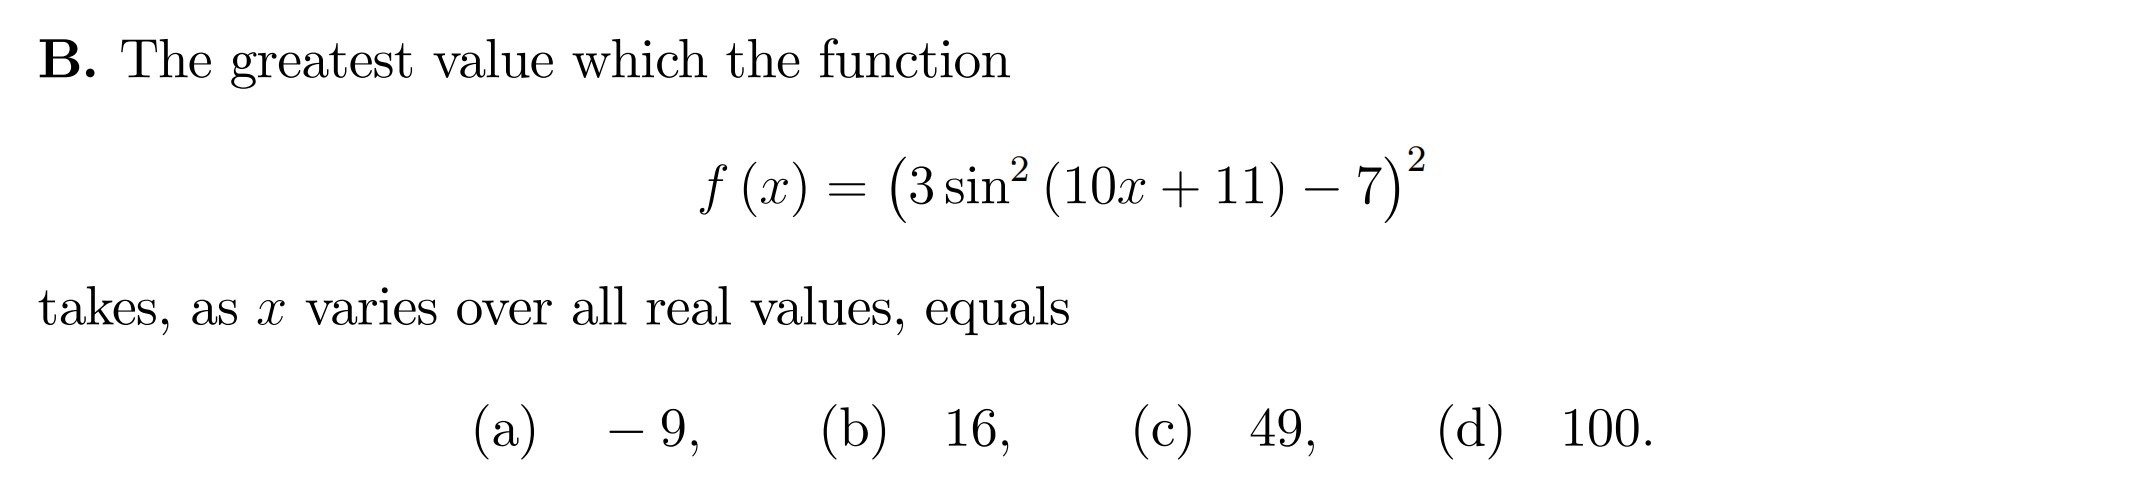 B. The greatest value which the function
f (x) = (3 sin² (10x + 11) − 7)²
takes, as x varies over all real values, equals
(a) − 9, (b) 16, (c) 49, (d) 100.